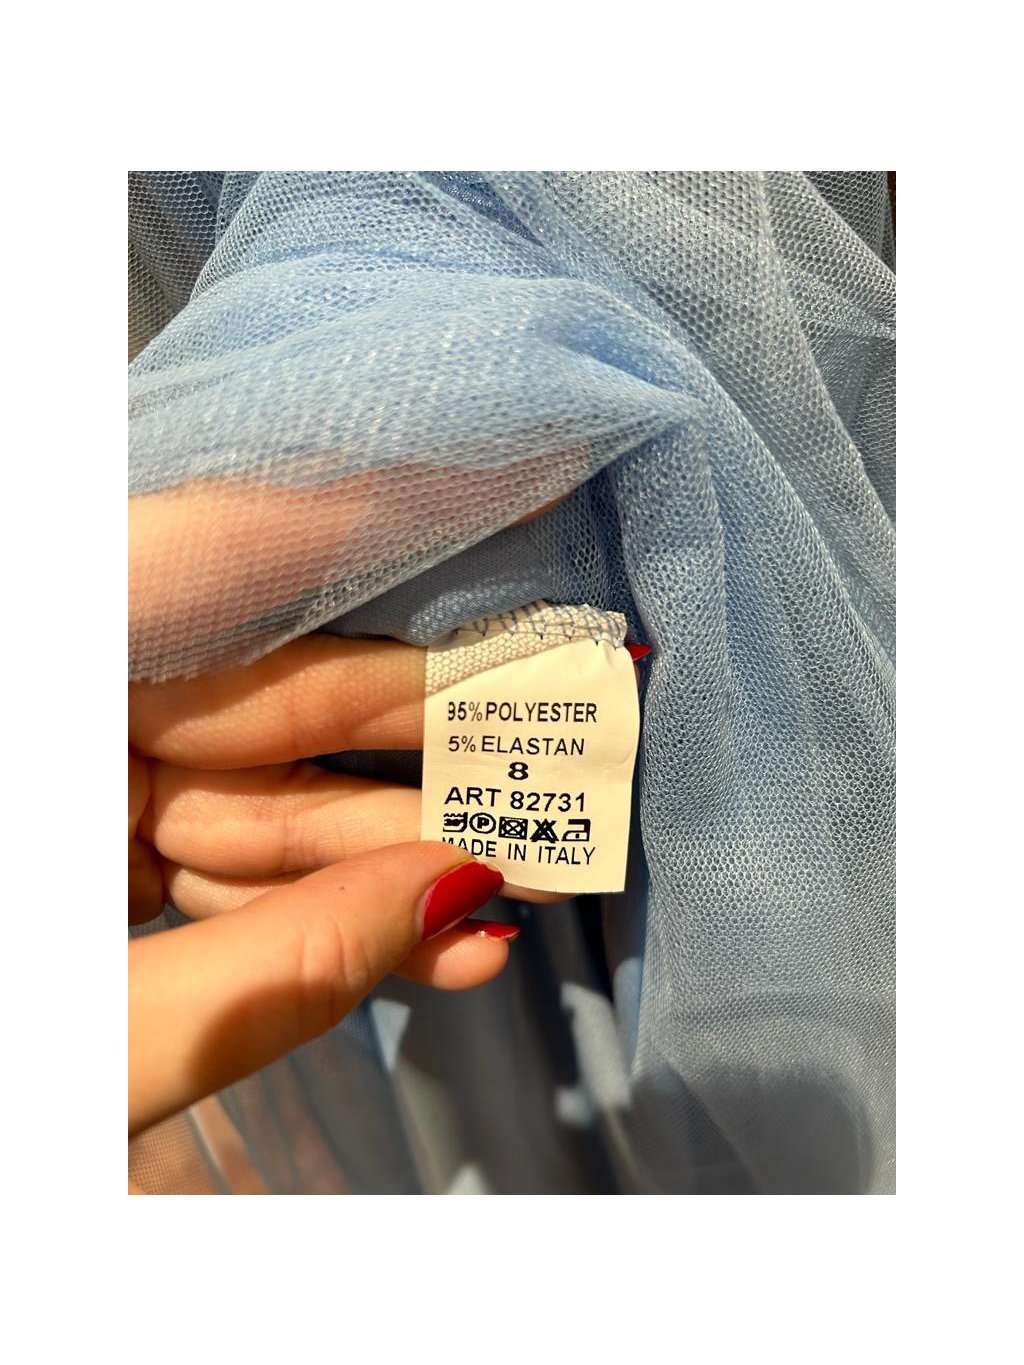 95% POLYESTER
5% ELASTAN
8
ART 82731
P
MADE IN ITALY